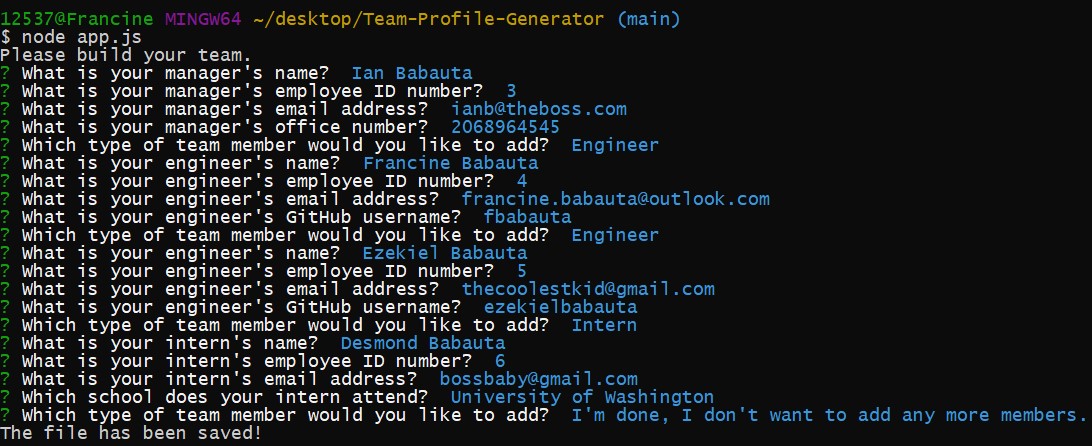 12537@Francine MINGW64 ~/desktop/Team-Profile-Generator (main)
$ node app.js
Please build your team.
? What is your manager's name?  Ian Babauta
? What is your manager's employee ID number?  3
? What is your manager's email address?  ianb@theboss.com
? What is your manager's office number?  2068964545
? Which type of team member would you like to add?  Engineer
? What is your engineer's name?  Francine Babauta
? What is your engineer's employee ID number?  4
? What is your engineer's email address?  francine.babauta@outlook.com
? What is your engineer's GitHub username?  fbabauta
? Which type of team member would you like to add?  Engineer
? What is your engineer's name?  Ezekiel Babauta
? What is your engineer's employee ID number?  5
? What is your engineer's email address?  thecoolestkid@gmail.com
? What is your engineer's GitHub username?  ezekielbabauta
? Which type of team member would you like to add?  Intern
? What is your intern's name?  Desmond Babauta
? What is your intern's employee ID number?  6
? What is your intern's email address?  bossbaby@gmail.com
? Which school does your intern attend?  University of Washington
? Which type of team member would you like to add?  I'm done, I don't want to add any more members.
The file has been saved!